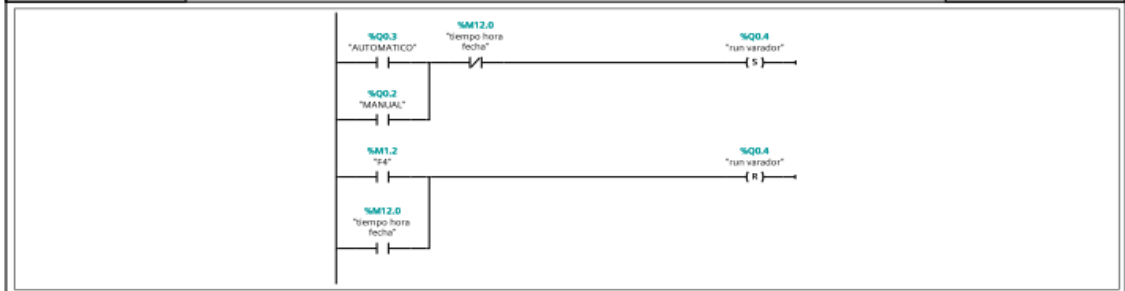 %Q0.3
"AUTOMATICO"
%M12.0
"tiempo hora
fecha"
%Q0.4
"run varador"
S
%Q0.2
"MANUAL"
%M1.2
"F4"
%Q0.4
"run varador"
R
%M12.0
"tiempo hora
fecha"